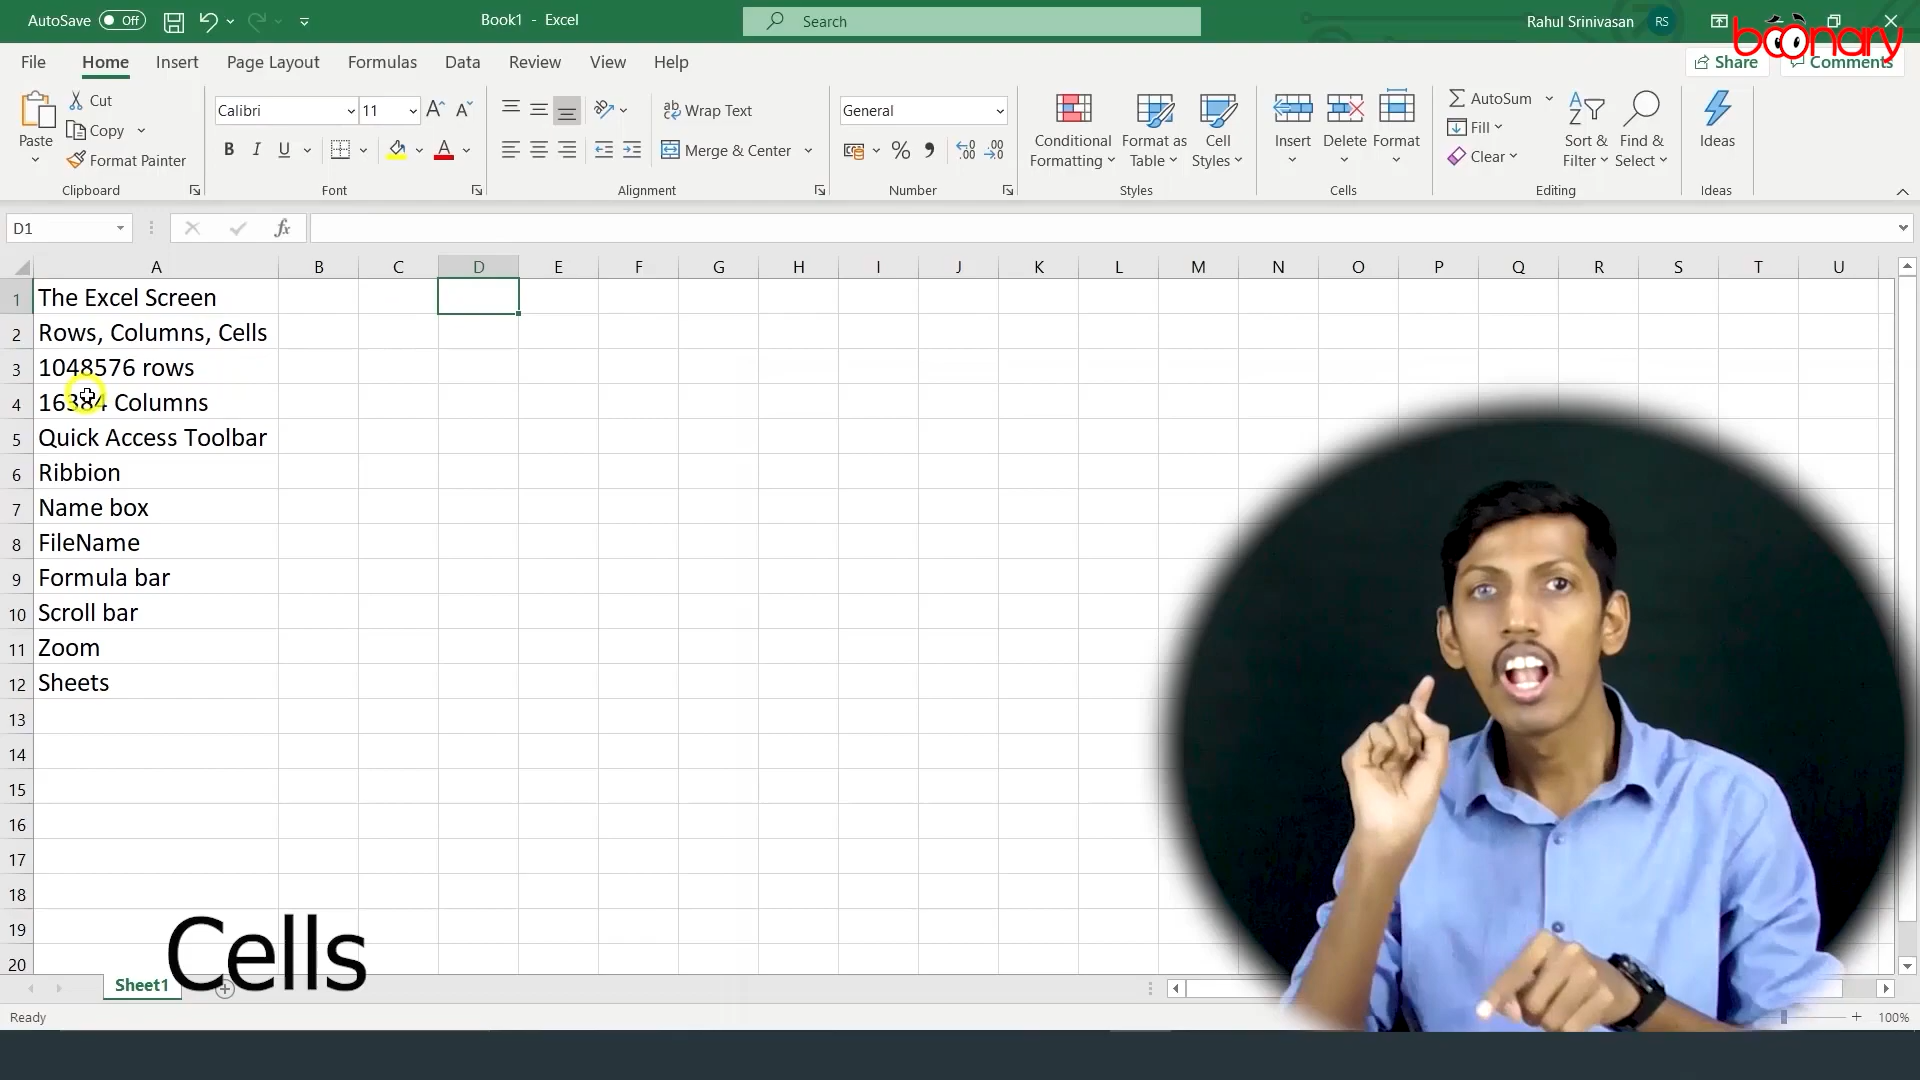 AutoSave Off Book1 - Excel Search Rahul Srinivasan RS
boonary
File Home Insert Page Layout Formulas Data Review View Help Share Comments
Paste Cut Copy Format Painter Clipboard
Calibri 11 B I U A Font
Wrap Text Merge & Center Alignment
General % Number
Conditional Formatting Format as Table Cell Styles Styles
Insert Delete Format Cells
AutoSum Fill Clear Sort & Filter Find & Select Editing
Ideas Ideas
D1 fx
A B C D E F G H I J K L M N O P Q R S T U
1 The Excel Screen
2 Rows, Columns, Cells
3 1048576 rows
4 16384 Columns
5 Quick Access Toolbar
6 Ribbion
7 Name box
8 FileName
9 Formula bar
10 Scroll bar
11 Zoom
12 Sheets
13
14
15
16
17
18
19
20
Cells
Sheet1
Ready 100%